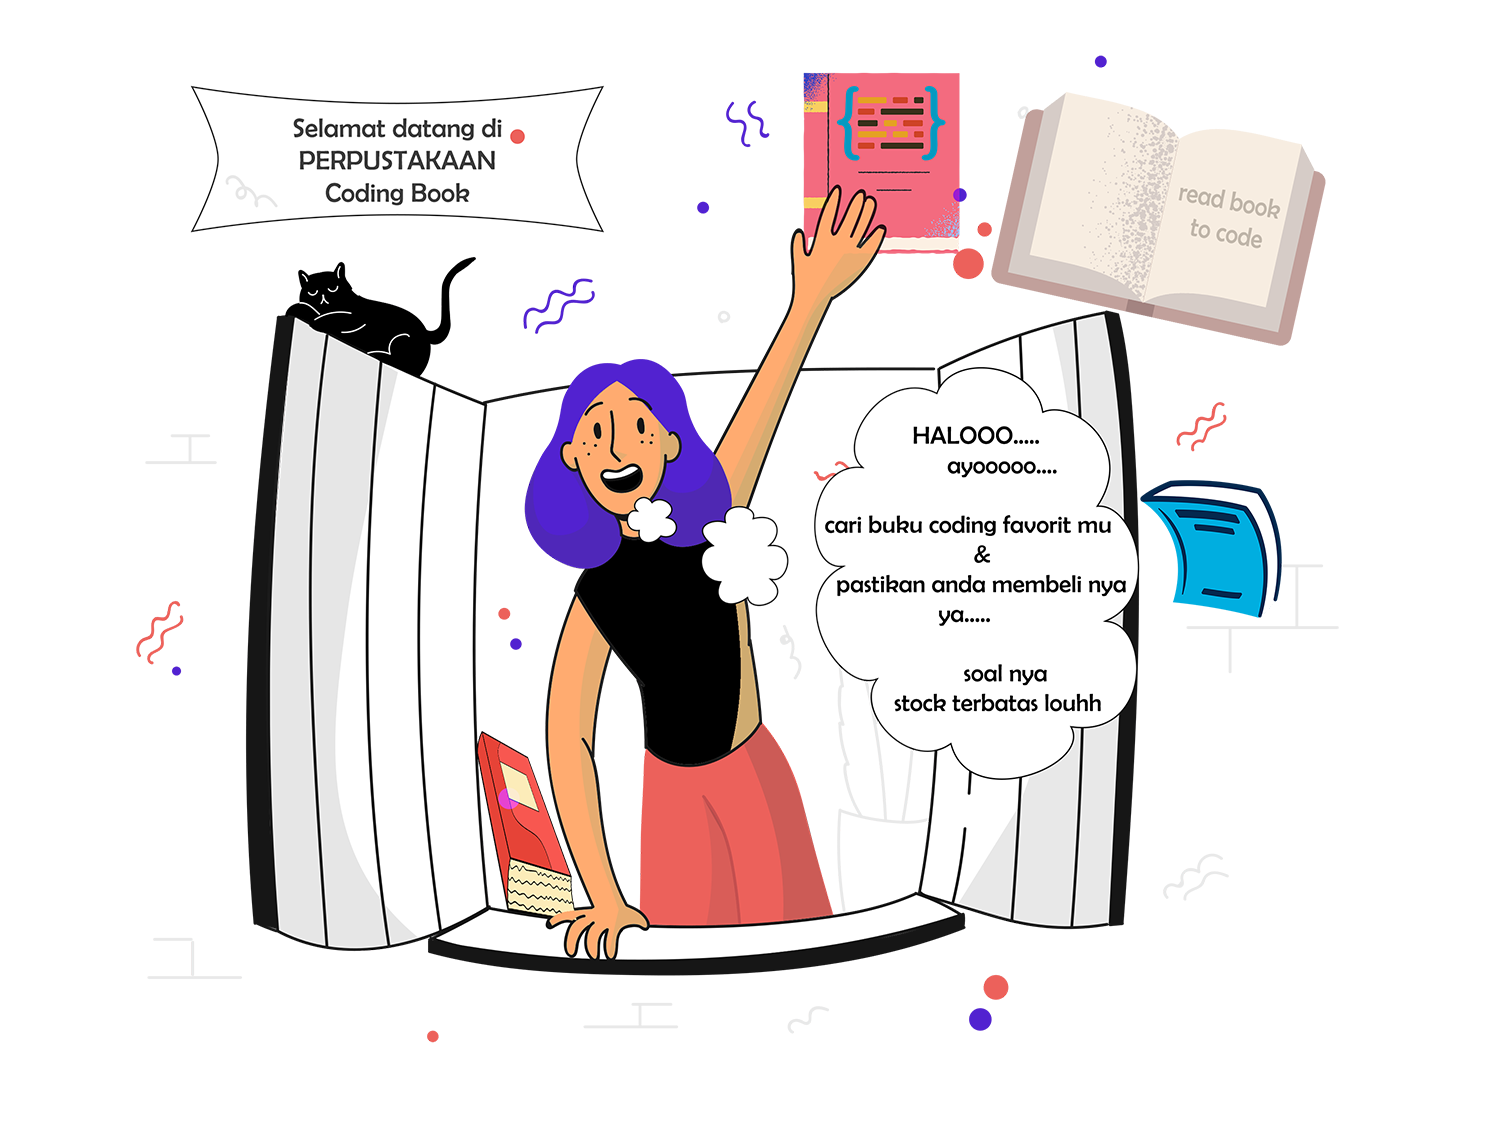 Selamat datang di
PERPUSTAKAAN
Coding Book
read book
to code
HALOOO.....
ayooooo....
cari buku coding favorit mu
&
pastikan anda membeli nya
ya.....
soal nya
stock terbatas louhh